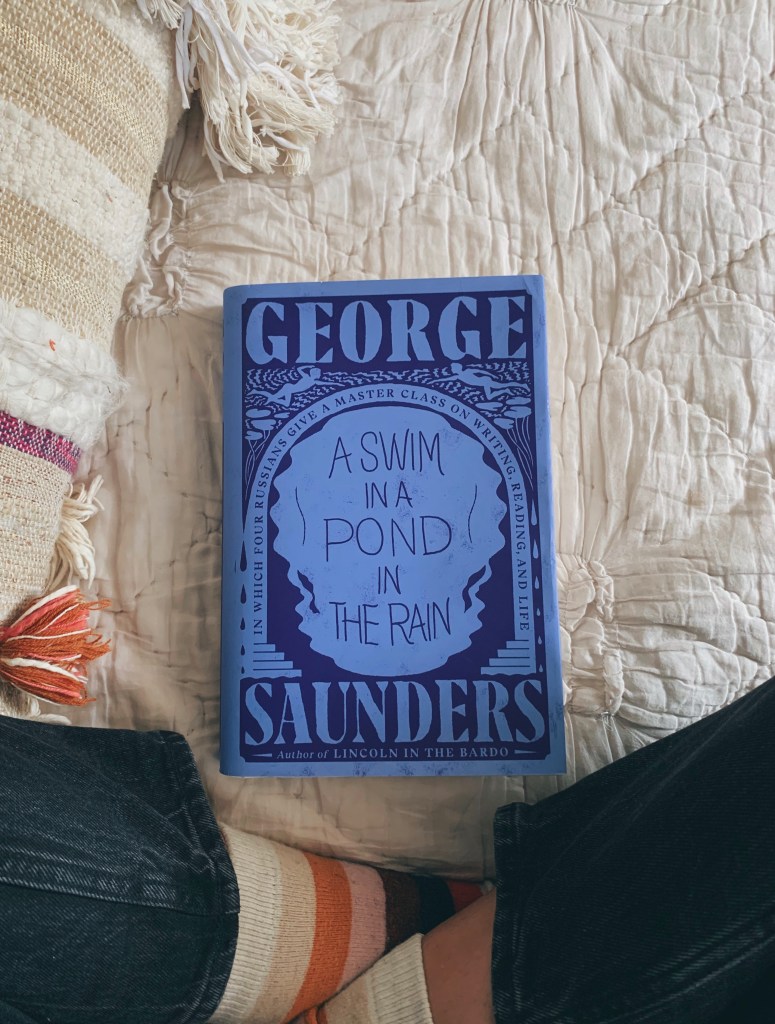 GEORGE
IN WHICH FOUR RUSSIANS GIVE A MASTER CLASS ON WRITING, READING, AND LIFE
A SWIM
IN A
POND
IN
THE RAIN
SAUNDERS
Author of LINCOLN IN THE BARDO